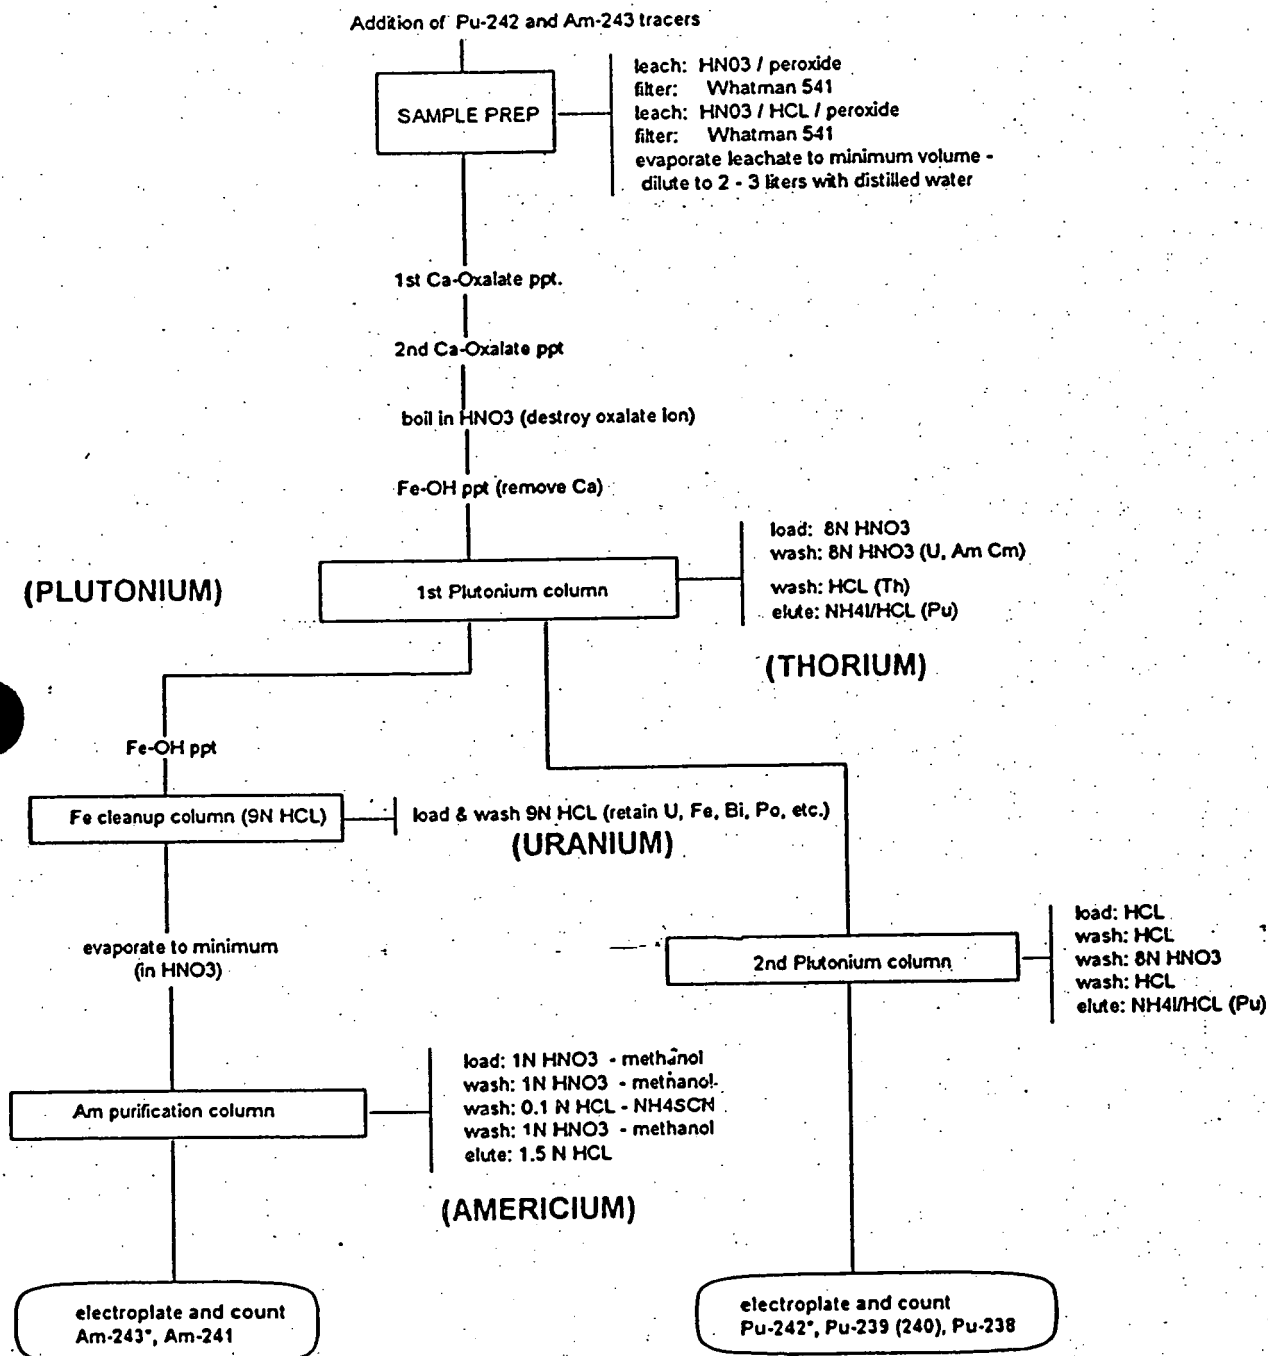 Addition of Pu-242 and Am-243 tracers
SAMPLE PREP
leach: HN03 / peroxide
filter: Whatman 541
leach: HN03 / HCL / peroxide
filter: Whatman 541
evaporate leachate to minimum volume -
dilute to 2 - 3 liters with distilled water
1st Ca-Oxalate ppt.
2nd Ca-Oxalate ppt
boil in HNO3 (destroy oxalate ion)
Fe-OH ppt (remove Ca)
(PLUTONIUM)
1st Plutonium column
load: 8N HNO3
wash: 8N HNO3 (U, Am Cm)
wash: HCL (Th)
elute: NH4I/HCL (Pu)
(THORIUM)
Fe-OH ppt
Fe cleanup column (9N HCL)
load & wash 9N HCL (retain U, Fe, Bi, Po, etc.)
(URANIUM)
evaporate to minimum
(in HNO3)
2nd Plutonium column
load: HCL
wash: HCL
wash: 8N HNO3
wash: HCL
elute: NH4I/HCL (Pu)
Am purification column
load: 1N HNO3 - methanol
wash: 1N HNO3 - methanol
wash: 0.1 N HCL - NH4SCN
wash: 1N HNO3 - methanol
elute: 1.5 N HCL
(AMERICIUM)
electroplate and count
Am-243*, Am-241
electroplate and count
Pu-242*, Pu-239 (240), Pu-238